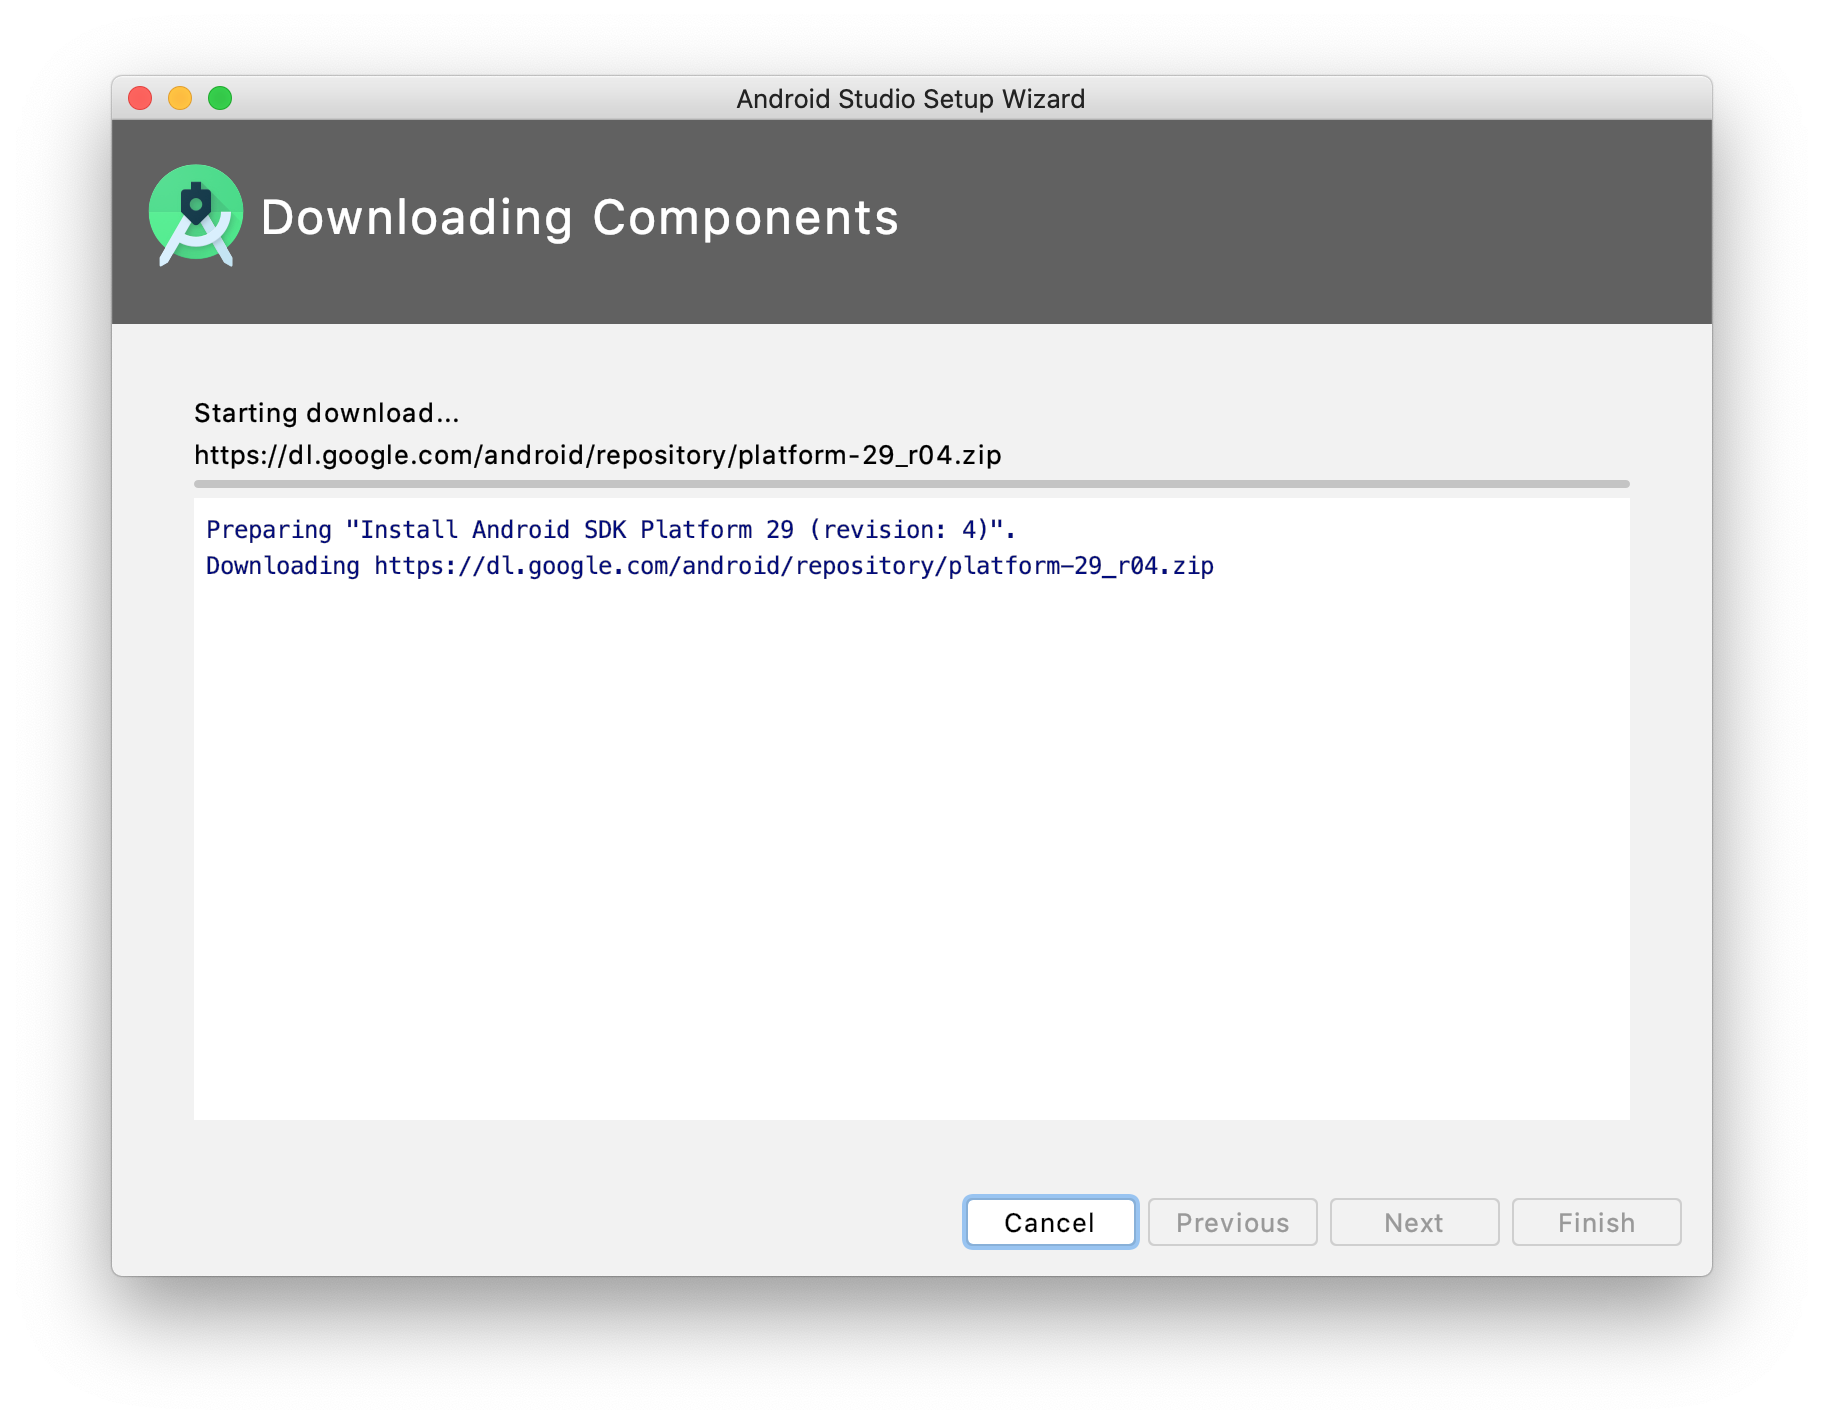 Android Studio Setup Wizard
Downloading Components
Starting download...
https://dl.google.com/android/repository/platform-29_r04.zip
Preparing "Install Android SDK Platform 29 (revision: 4)".
Downloading https://dl.google.com/android/repository/platform-29_r04.zip
Cancel Previous Next Finish